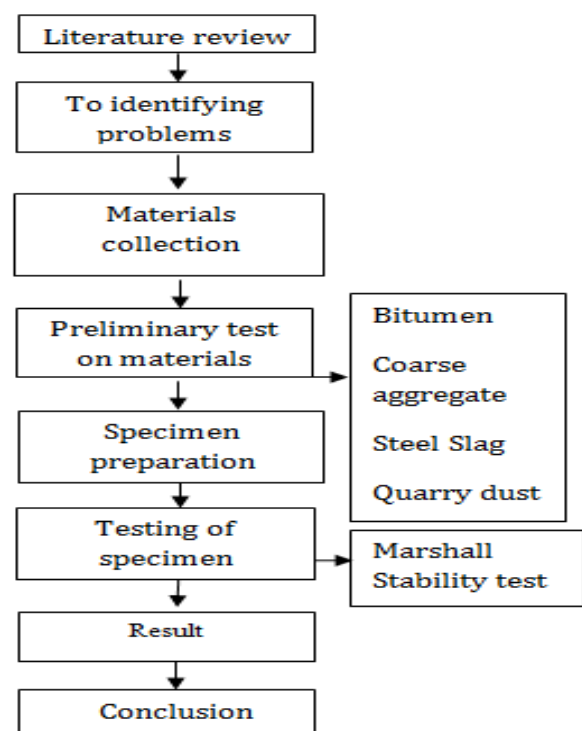 Literature review
To identifying
problems
Materials
collection
Preliminary test
on materials
Bitumen
Coarse
aggregate
Steel Slag
Quarry dust
Specimen
preparation
Testing of
specimen
Marshall
Stability test
Result
Conclusion